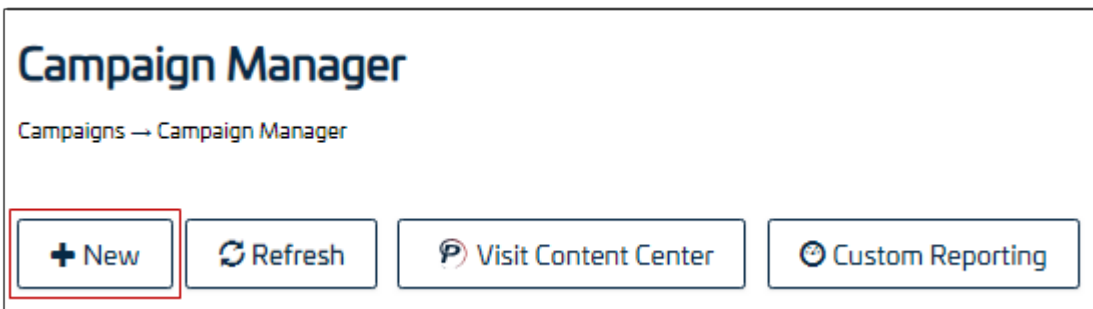 Campaign Manager
Campaigns → Campaign Manager
New Refresh Visit Content Center Custom Reporting